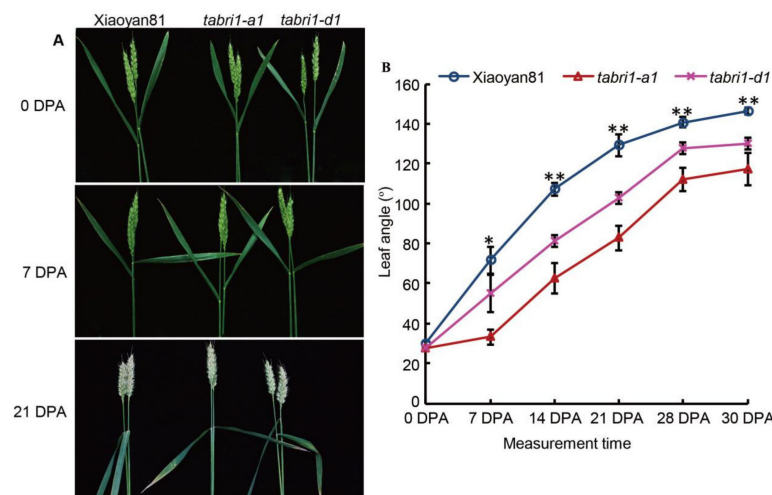 Xiaoyan81 tabri1-a1 tabri1-d1
A
0 DPA
7 DPA
21 DPA
B
Xiaoyan81 tabri1-a1 tabri1-d1
Leaf angle (°)
160
140
120
100
80
60
40
20
0
* ** ** ** **
0 DPA 7 DPA 14 DPA 21 DPA 28 DPA 30 DPA
Measurement time